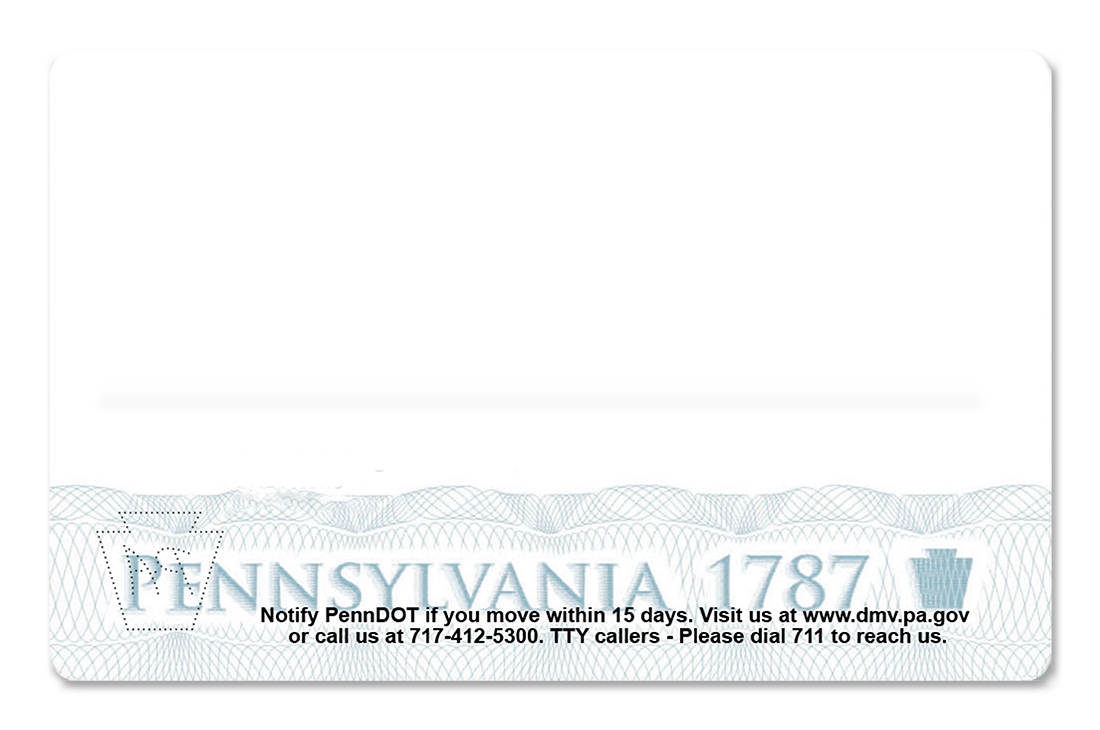 PENNSYLVANIA 1787
Notify PennDOT if you move within 15 days. Visit us at www.dmv.pa.gov
or call us at 717-412-5300. TTY callers - Please dial 711 to reach us.